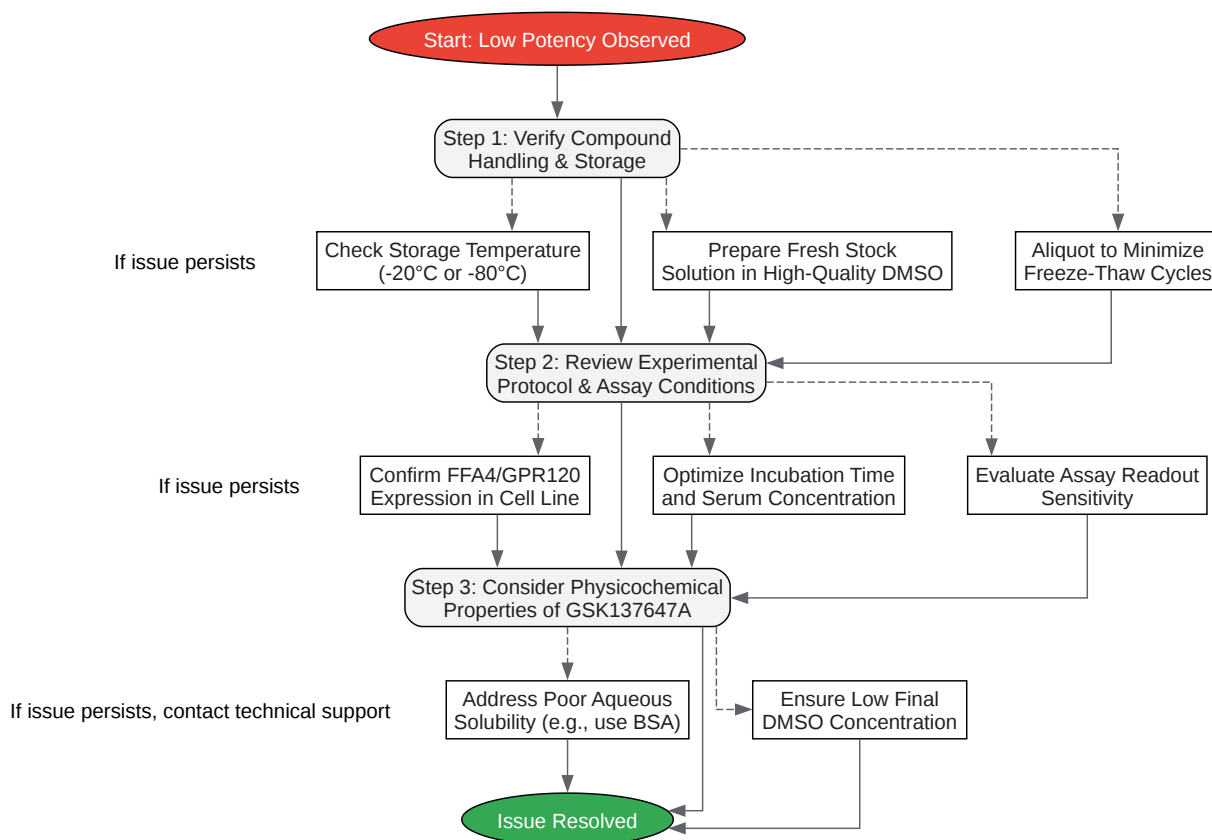 Start: Low Potency Observed
Step 1: Verify Compound
Handling & Storage
If issue persists
Check Storage Temperature
(-20°C or -80°C)
Prepare Fresh Stock
Solution in High-Quality DMSO
Aliquot to Minimize
Freeze-Thaw Cycles
Step 2: Review Experimental
Protocol & Assay Conditions
If issue persists
Confirm FFA4/GPR120
Expression in Cell Line
Optimize Incubation Time
and Serum Concentration
Evaluate Assay Readout
Sensitivity
Step 3: Consider Physicochemical
Properties of GSK137647A
If issue persists, contact technical support
Address Poor Aqueous
Solubility (e.g., use BSA)
Ensure Low Final
DMSO Concentration
Issue Resolved